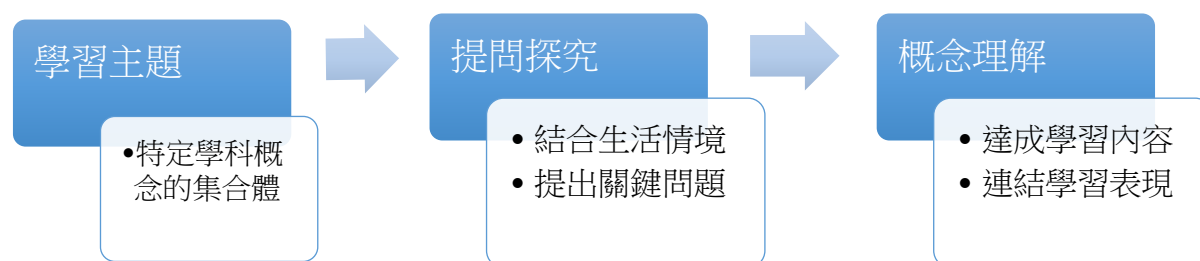 學習主題
•特定學科概
念的集合體
提問探究
• 結合生活情境
• 提出關鍵問題
概念理解
• 達成學習內容
• 連結學習表現